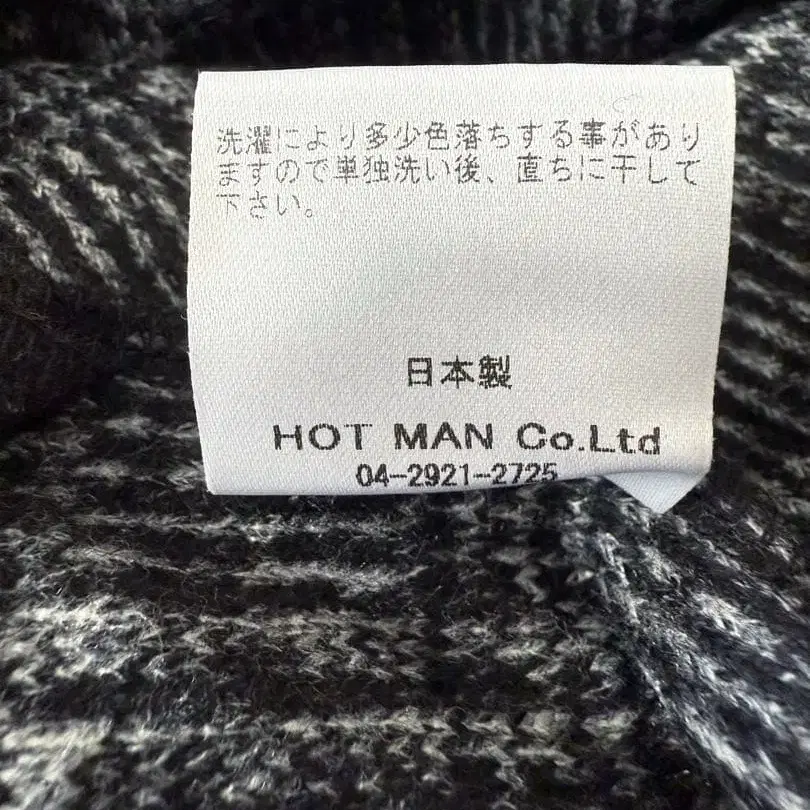 洗濯により多少色落ちする事があり
ますので単独洗い後、直ちに干して
下さい。
日本製
HOT MAN Co.Ltd
04-2921-2725